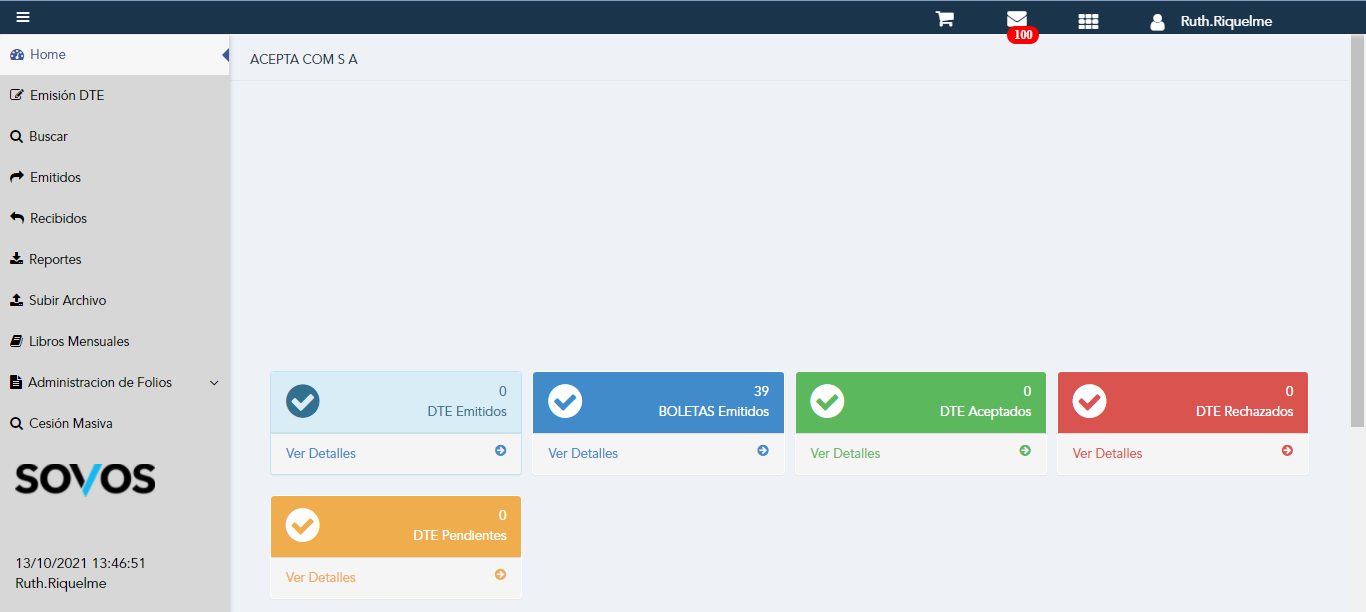 Ruth.Riquelme
100
Home
ACEPTA COM S A
Emisión DTE
Buscar
Emitidos
Recibidos
Reportes
Subir Archivo
Libros Mensuales
Administracion de Folios
Cesión Masiva
SOVOS
13/10/2021 13:46:51
Ruth.Riquelme
0
DTE Emitidos
Ver Detalles
39
BOLETAS Emitidos
Ver Detalles
0
DTE Aceptados
Ver Detalles
0
DTE Rechazados
Ver Detalles
0
DTE Pendientes
Ver Detalles